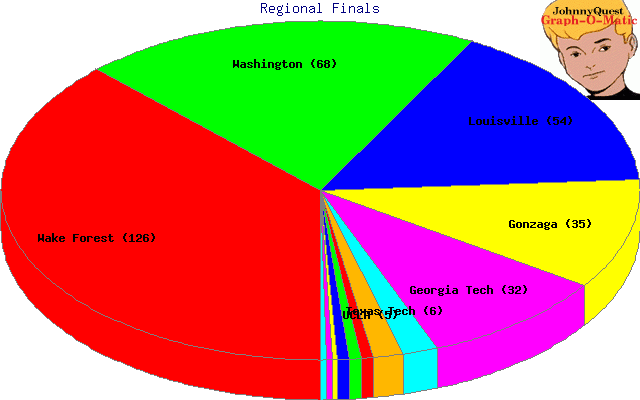 Regional Finals
JohnnyQuest
Graph-O-Matic
Washington (68)
Louisville (54)
Gonzaga (35)
Wake Forest (126)
Georgia Tech (32)
Texas Tech (6)